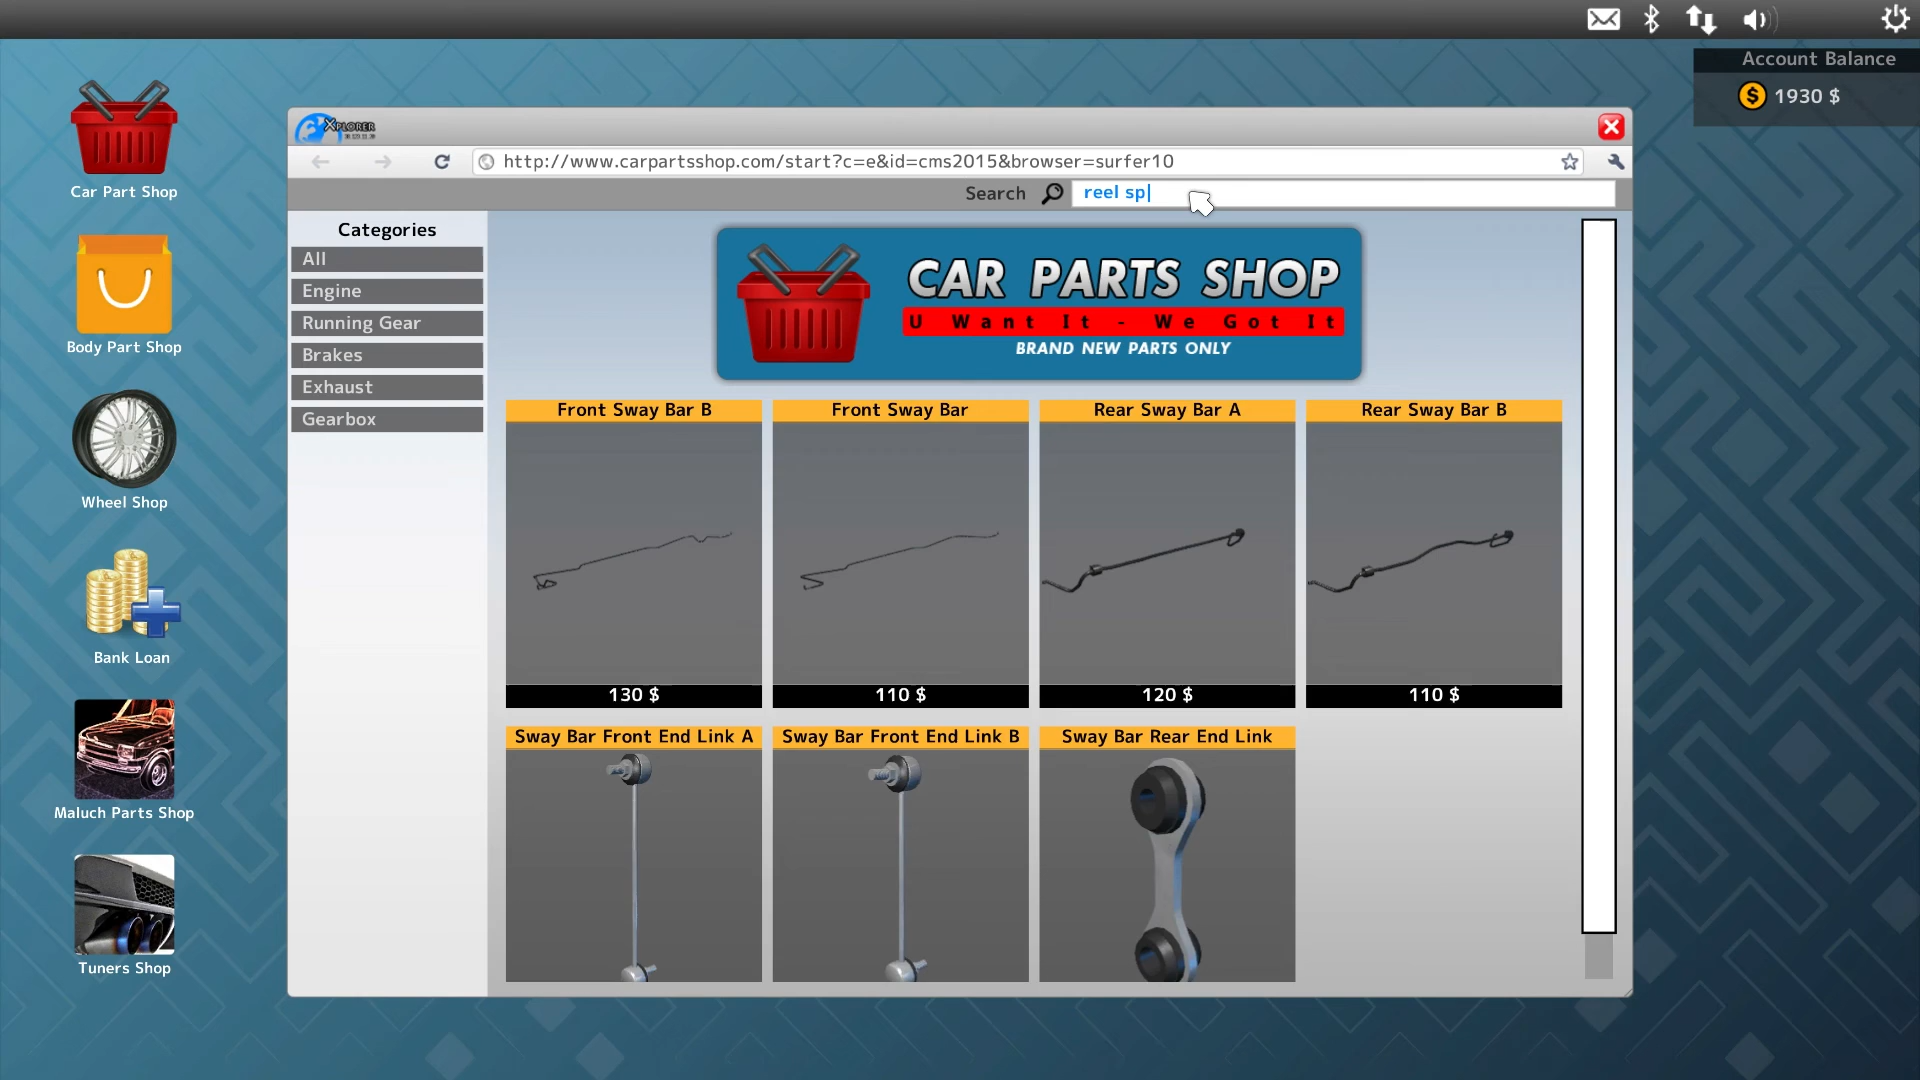 Account Balance
1930 $
Car Part Shop
Body Part Shop
Wheel Shop
Bank Loan
Maluch Parts Shop
Tuners Shop
XPLORER
http://www.carpartsshop.com/start?c=e&id=cms2015&browser=surfer10
Search
reel sp
Categories
All
Engine
Running Gear
Brakes
Exhaust
Gearbox
CAR PARTS SHOP
U Want It - We Got It
BRAND NEW PARTS ONLY
Front Sway Bar B
Front Sway Bar
Rear Sway Bar A
Rear Sway Bar B
130 $
110 $
120 $
110 $
Sway Bar Front End Link A
Sway Bar Front End Link B
Sway Bar Rear End Link